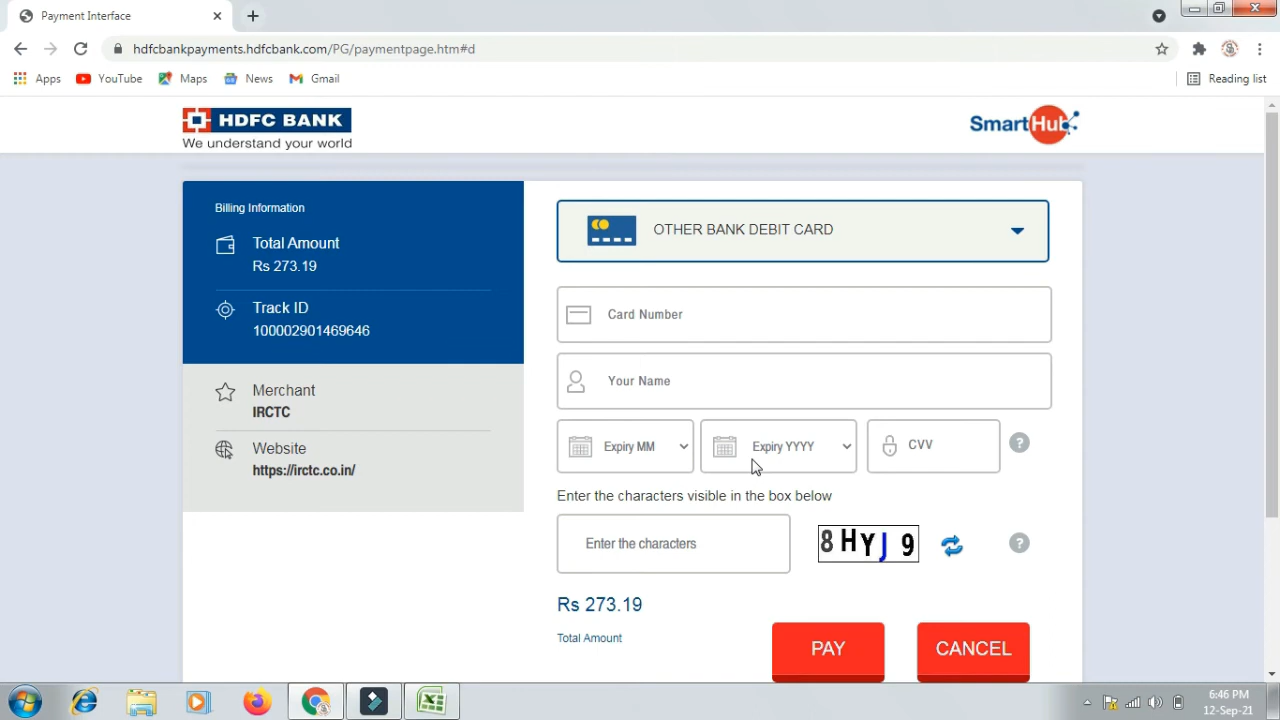 Payment Interface
hdfcbankpayments.hdfcbank.com/PG/paymentpage.htm#d
Apps YouTube Maps News Gmail Reading list
HDFC BANK
We understand your world
SmartHub
Billing Information
Total Amount
Rs 273.19
Track ID
100002901469646
Merchant
IRCTC
Website
https://irctc.co.in/
OTHER BANK DEBIT CARD
Card Number
Your Name
Expiry MM Expiry YYYY CVV ?
Enter the characters visible in the box below
Enter the characters 8HYJ9 ?
Rs 273.19
Total Amount
PAY CANCEL
6:46 PM
12-Sep-21